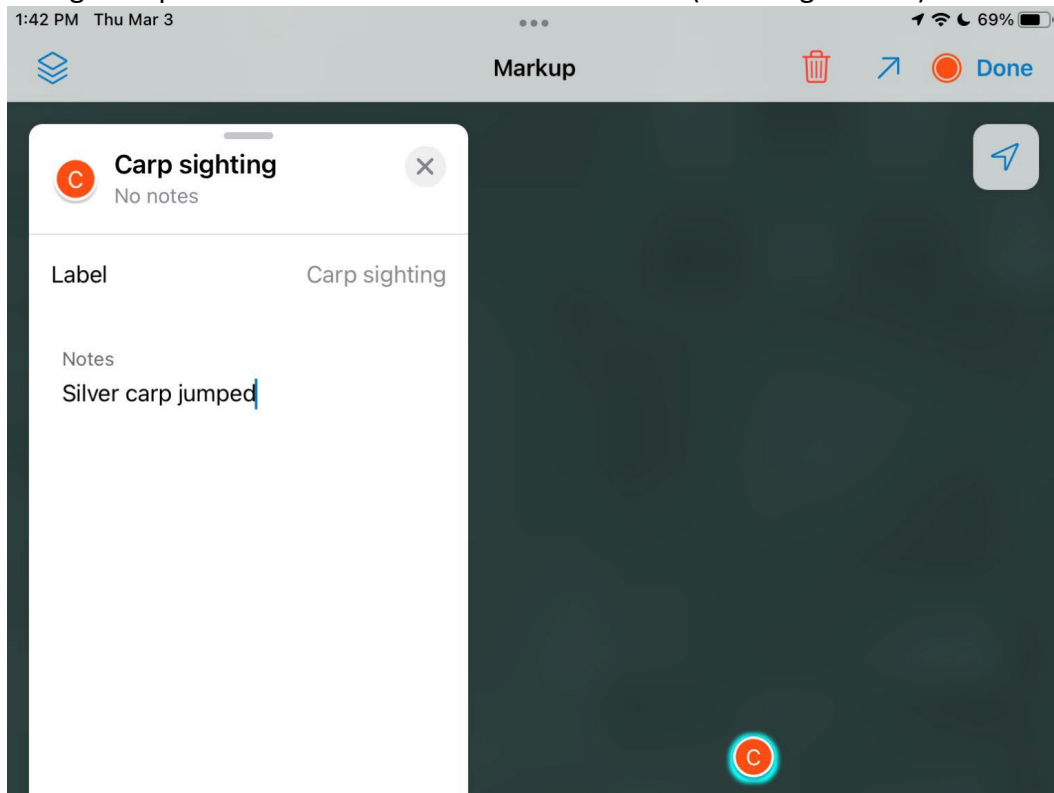 1:42 PM Thu Mar 3
69%
Markup
Done
C
Carp sighting
No notes
Label Carp sighting
Notes
Silver carp jumped
C